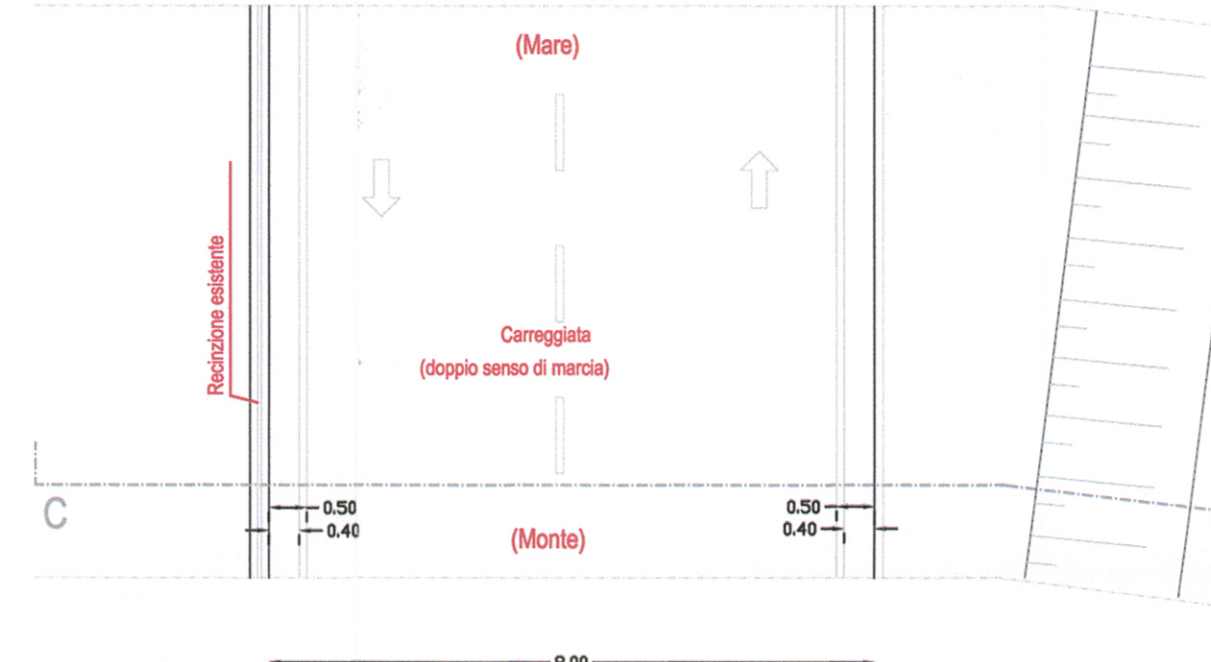 (Mare)
Recinzione esistente
Carreggiata
(doppio senso di marcia)
C
0.50
0.50
0.40
0.40
(Monte)